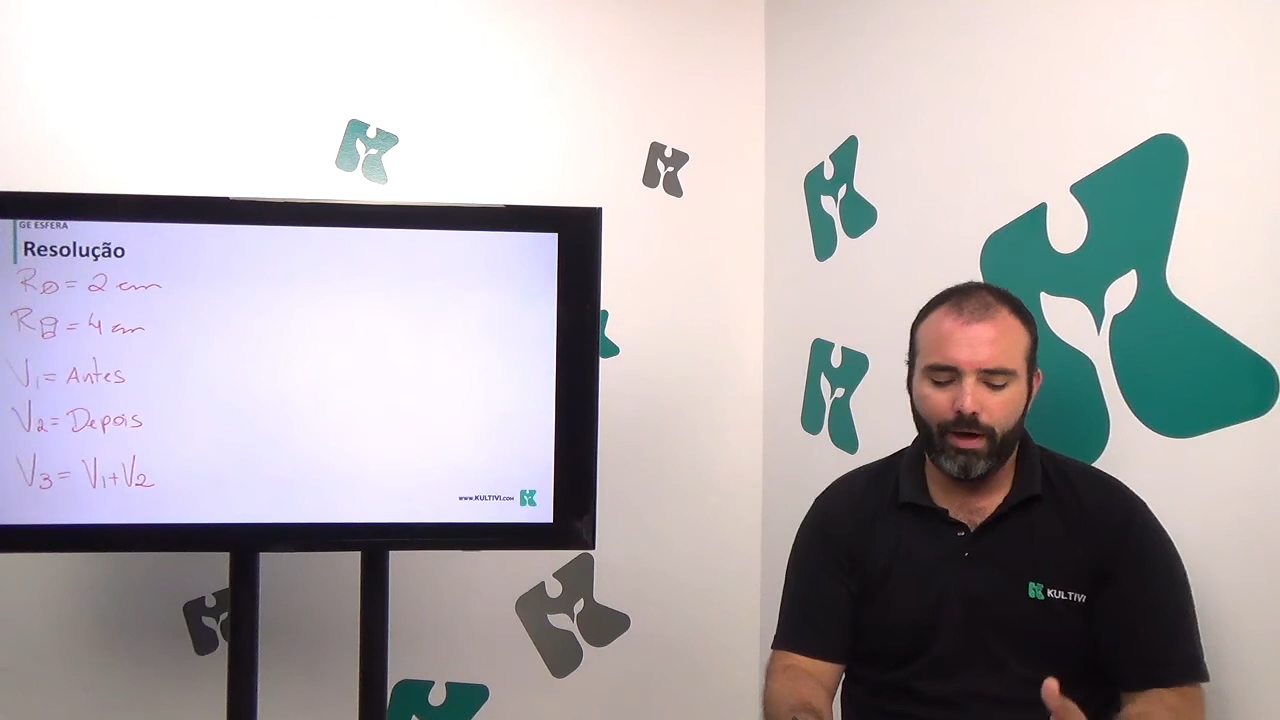 GE ESFERA
Resolução
R∅ = 2 cm
R = 4 cm
V₁ = Antes
V₂ = Depois
V₃ = V₁+V₂
WWW.KULTIVI.COM
KULTIVI